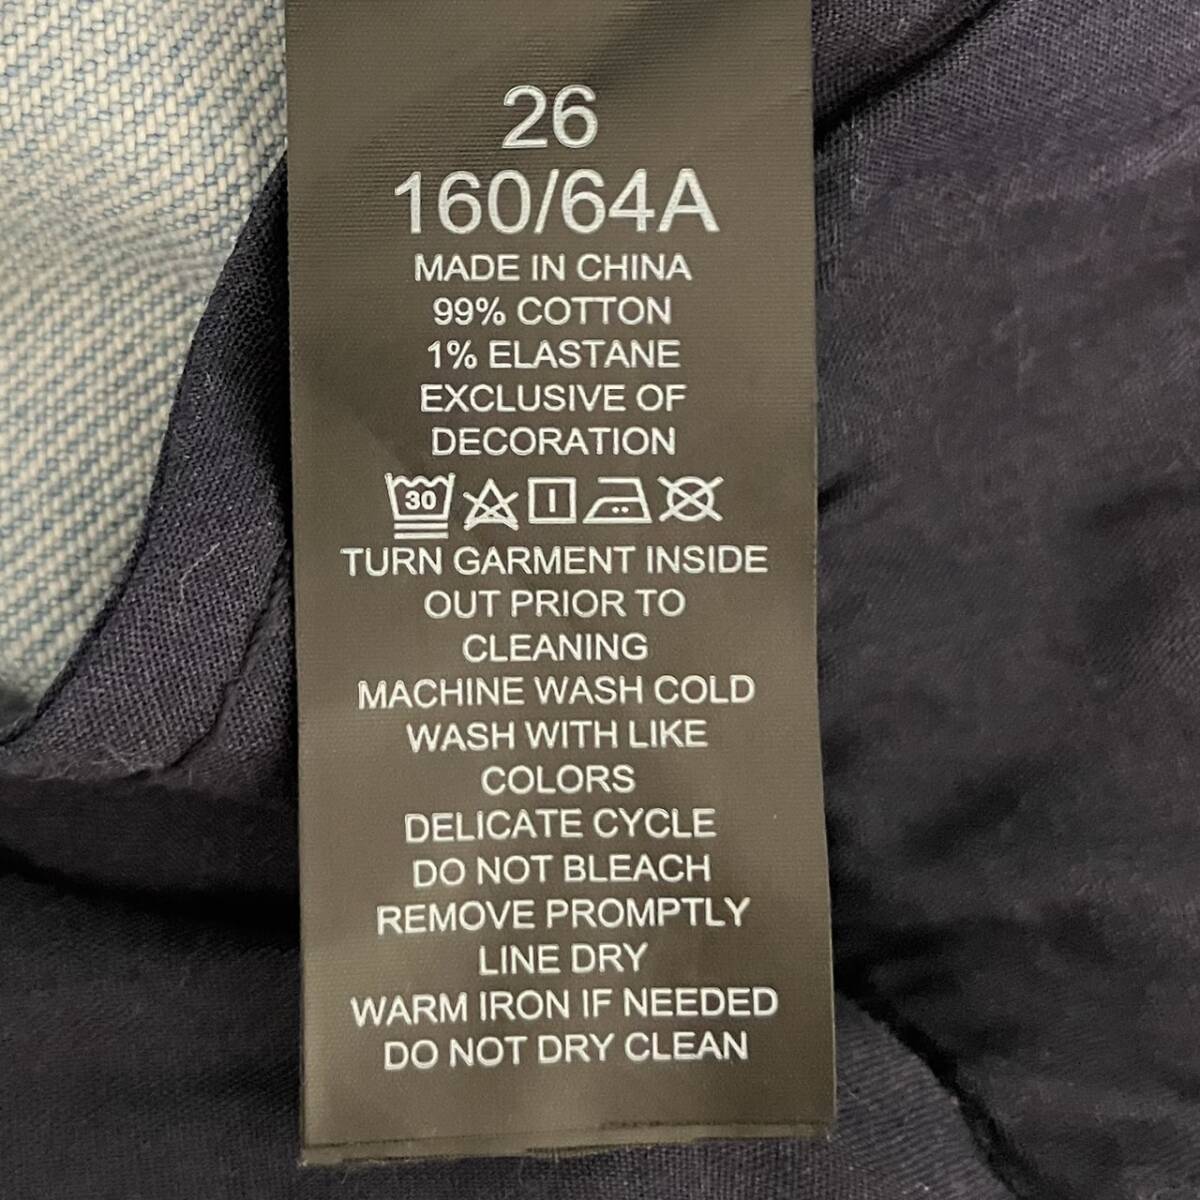 26
160/64A
MADE IN CHINA
99% COTTON
1% ELASTANE
EXCLUSIVE OF
DECORATION
30
TURN GARMENT INSIDE
OUT PRIOR TO
CLEANING
MACHINE WASH COLD
WASH WITH LIKE
COLORS
DELICATE CYCLE
DO NOT BLEACH
REMOVE PROMPTLY
LINE DRY
WARM IRON IF NEEDED
DO NOT DRY CLEAN